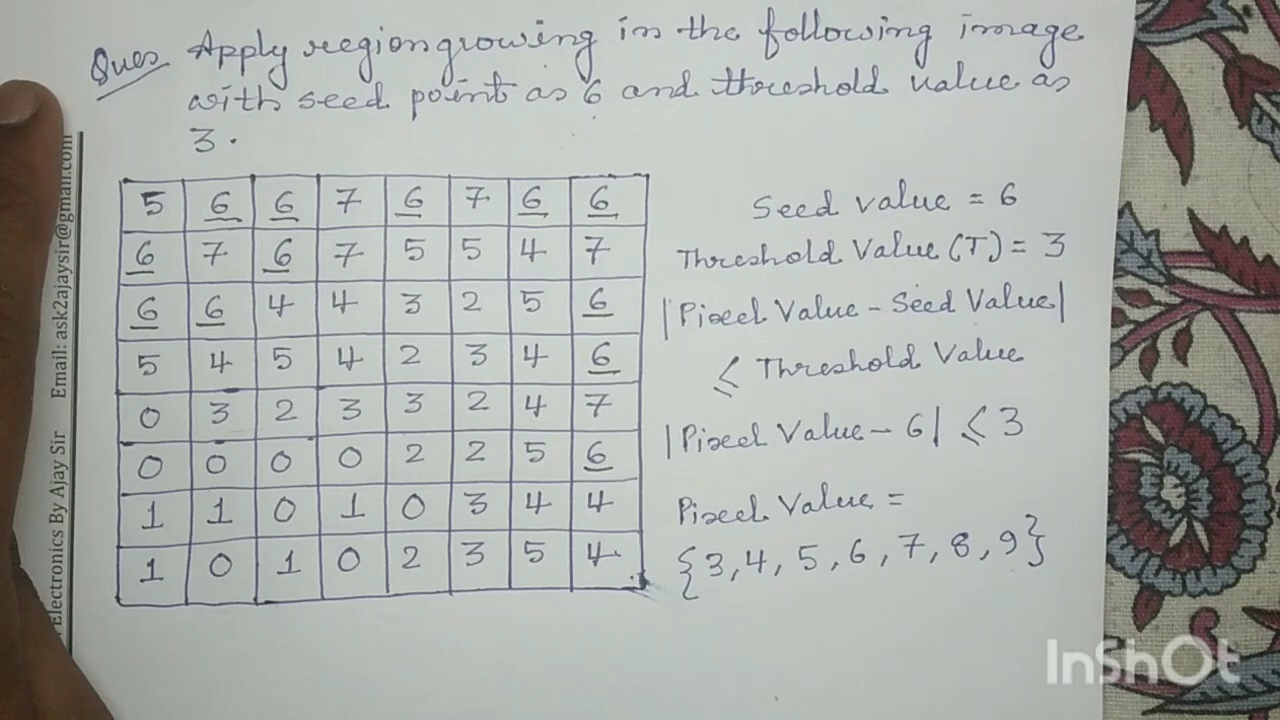 Ques Apply region growing in the following image
with seed point as 6 and threshold value as
3.
5 6 6 7 6 7 6 6
6 7 6 7 5 5 4 7
6 6 4 4 3 2 5 6
5 4 5 4 2 3 4 6
0 3 2 3 3 2 4 7
0 0 0 0 2 2 5 6
1 1 0 1 0 3 4 4
1 0 1 0 2 3 5 4
Seed value = 6
Threshold Value (T) = 3
|Pixel Value - Seed Value|
≤ Threshold Value
|Pixel Value - 6| ≤ 3
Pixel Value =
{3, 4, 5, 6, 7, 8, 9}
Electronics By Ajay Sir Email: ask2ajaysir@gmail.com
InShOt